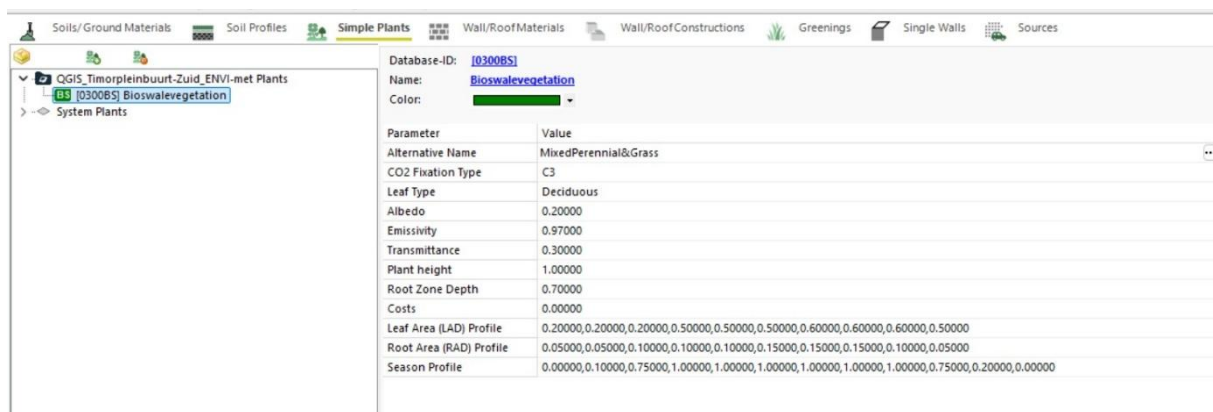 Soils/Ground Materials Soil Profiles Simple Plants Wall/RoofMaterials Wall/RoofConstructions Greenings Single Walls Sources
QGIS_Timorpleinbuurt-Zuid_ENVI-met Plants
BS [0300BS] Bioswalevegetation
System Plants
Database-ID: [0300BS]
Name: Bioswalevegetation
Color:
Parameter Value
Alternative Name MixedPerennial&Grass
CO2 Fixation Type C3
Leaf Type Deciduous
Albedo 0.20000
Emissivity 0.97000
Transmittance 0.30000
Plant height 1.00000
Root Zone Depth 0.70000
Costs 0.00000
Leaf Area (LAD) Profile 0.20000,0.20000,0.20000,0.50000,0.50000,0.50000,0.60000,0.60000,0.60000,0.50000
Root Area (RAD) Profile 0.05000,0.05000,0.10000,0.10000,0.10000,0.15000,0.15000,0.15000,0.10000,0.05000
Season Profile 0.00000,0.10000,0.75000,1.00000,1.00000,1.00000,1.00000,1.00000,1.00000,0.75000,0.20000,0.00000